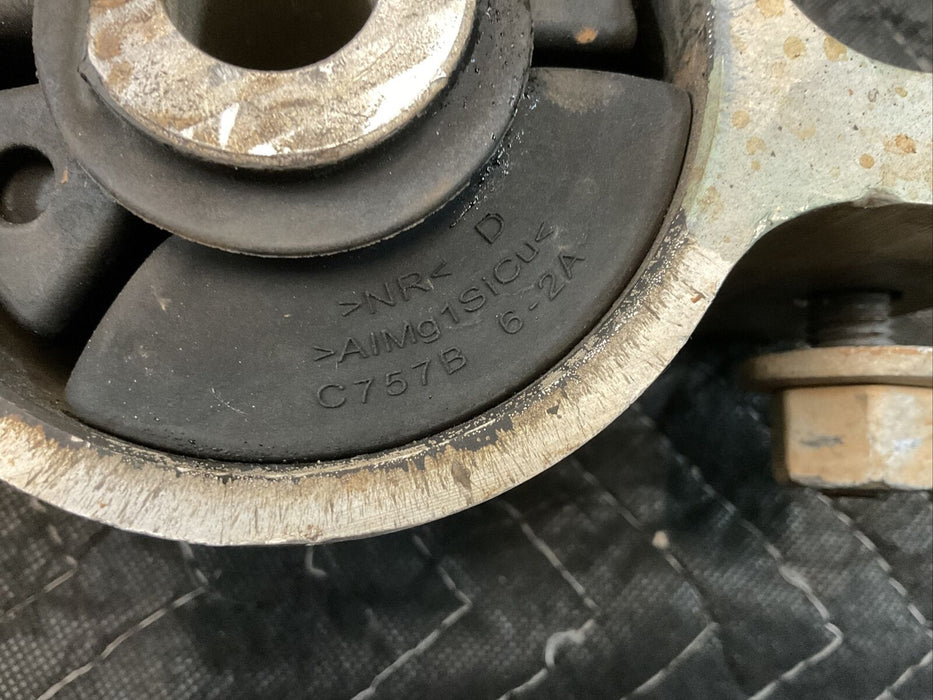 >NR< D
>AlMg1SiCu<
C757B 6-2A